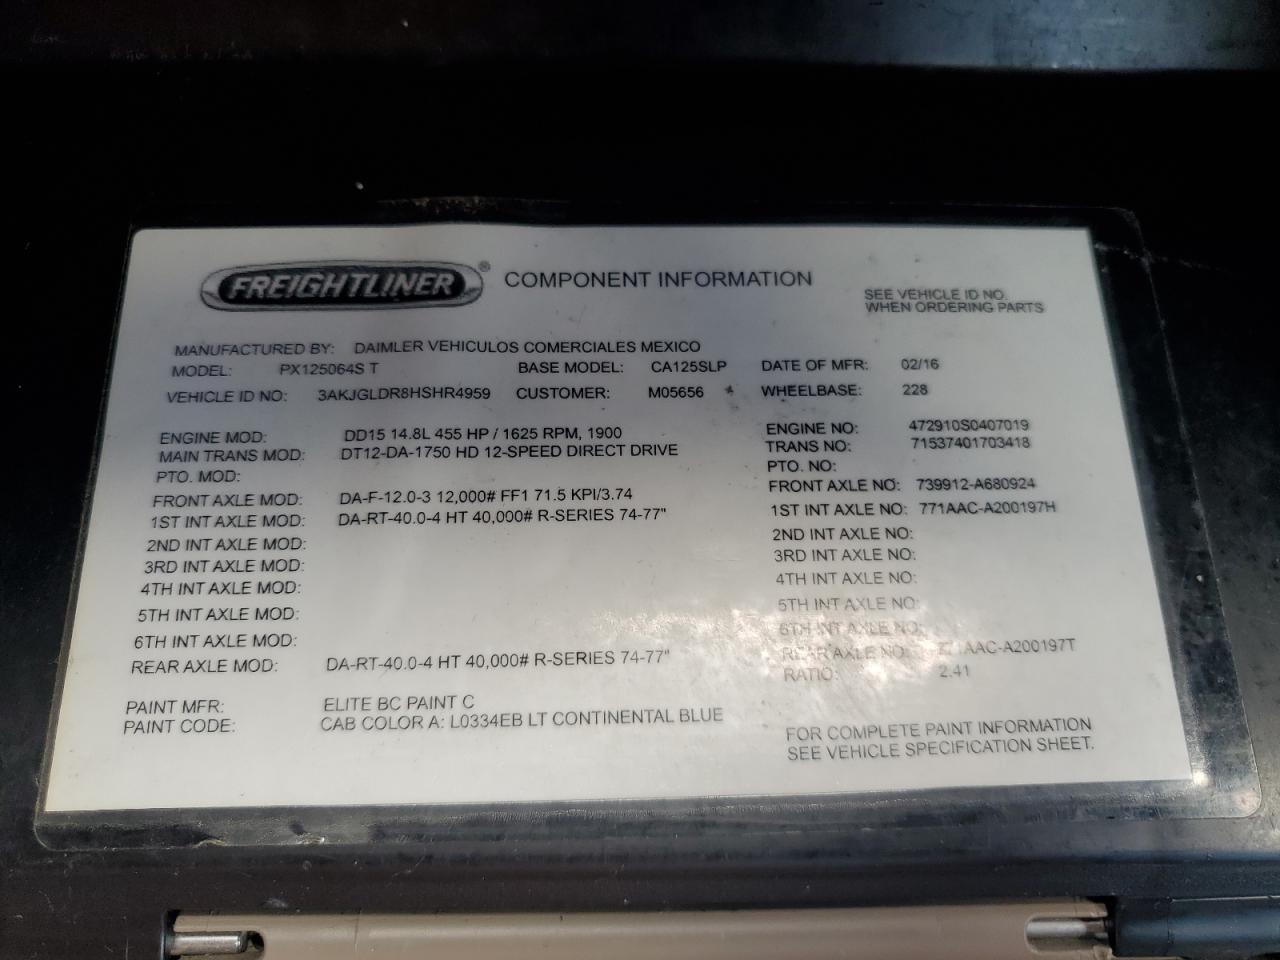 FREIGHTLINER® COMPONENT INFORMATION
SEE VEHICLE ID NO.
WHEN ORDERING PARTS
MANUFACTURED BY: DAIMLER VEHICULOS COMERCIALES MEXICO
MODEL: PX125064S T BASE MODEL: CA125SLP DATE OF MFR: 02/16
VEHICLE ID NO: 3AKJGLDR8HSHR4959 CUSTOMER: M05656 WHEELBASE: 228
ENGINE MOD: DD15 14.8L 455 HP / 1625 RPM, 1900 ENGINE NO: 472910S0407019
MAIN TRANS MOD: DT12-DA-1750 HD 12-SPEED DIRECT DRIVE TRANS NO: 71537401703418
PTO. MOD: PTO. NO:
FRONT AXLE MOD: DA-F-12.0-3 12,000# FF1 71.5 KPI/3.74 FRONT AXLE NO: 739912-A680924
1ST INT AXLE MOD: DA-RT-40.0-4 HT 40,000# R-SERIES 74-77" 1ST INT AXLE NO: 771AAC-A200197H
2ND INT AXLE MOD: 2ND INT AXLE NO:
3RD INT AXLE MOD: 3RD INT AXLE NO:
4TH INT AXLE MOD: 4TH INT AXLE NO:
5TH INT AXLE MOD: 5TH INT AXLE NO:
6TH INT AXLE MOD: 6TH INT AXLE NO:
REAR AXLE MOD: DA-RT-40.0-4 HT 40,000# R-SERIES 74-77" REAR AXLE NO: 771AAC-A200197T
RATIO: 2.41
PAINT MFR: ELITE BC PAINT C
PAINT CODE: CAB COLOR A: L0334EB LT CONTINENTAL BLUE
FOR COMPLETE PAINT INFORMATION
SEE VEHICLE SPECIFICATION SHEET.